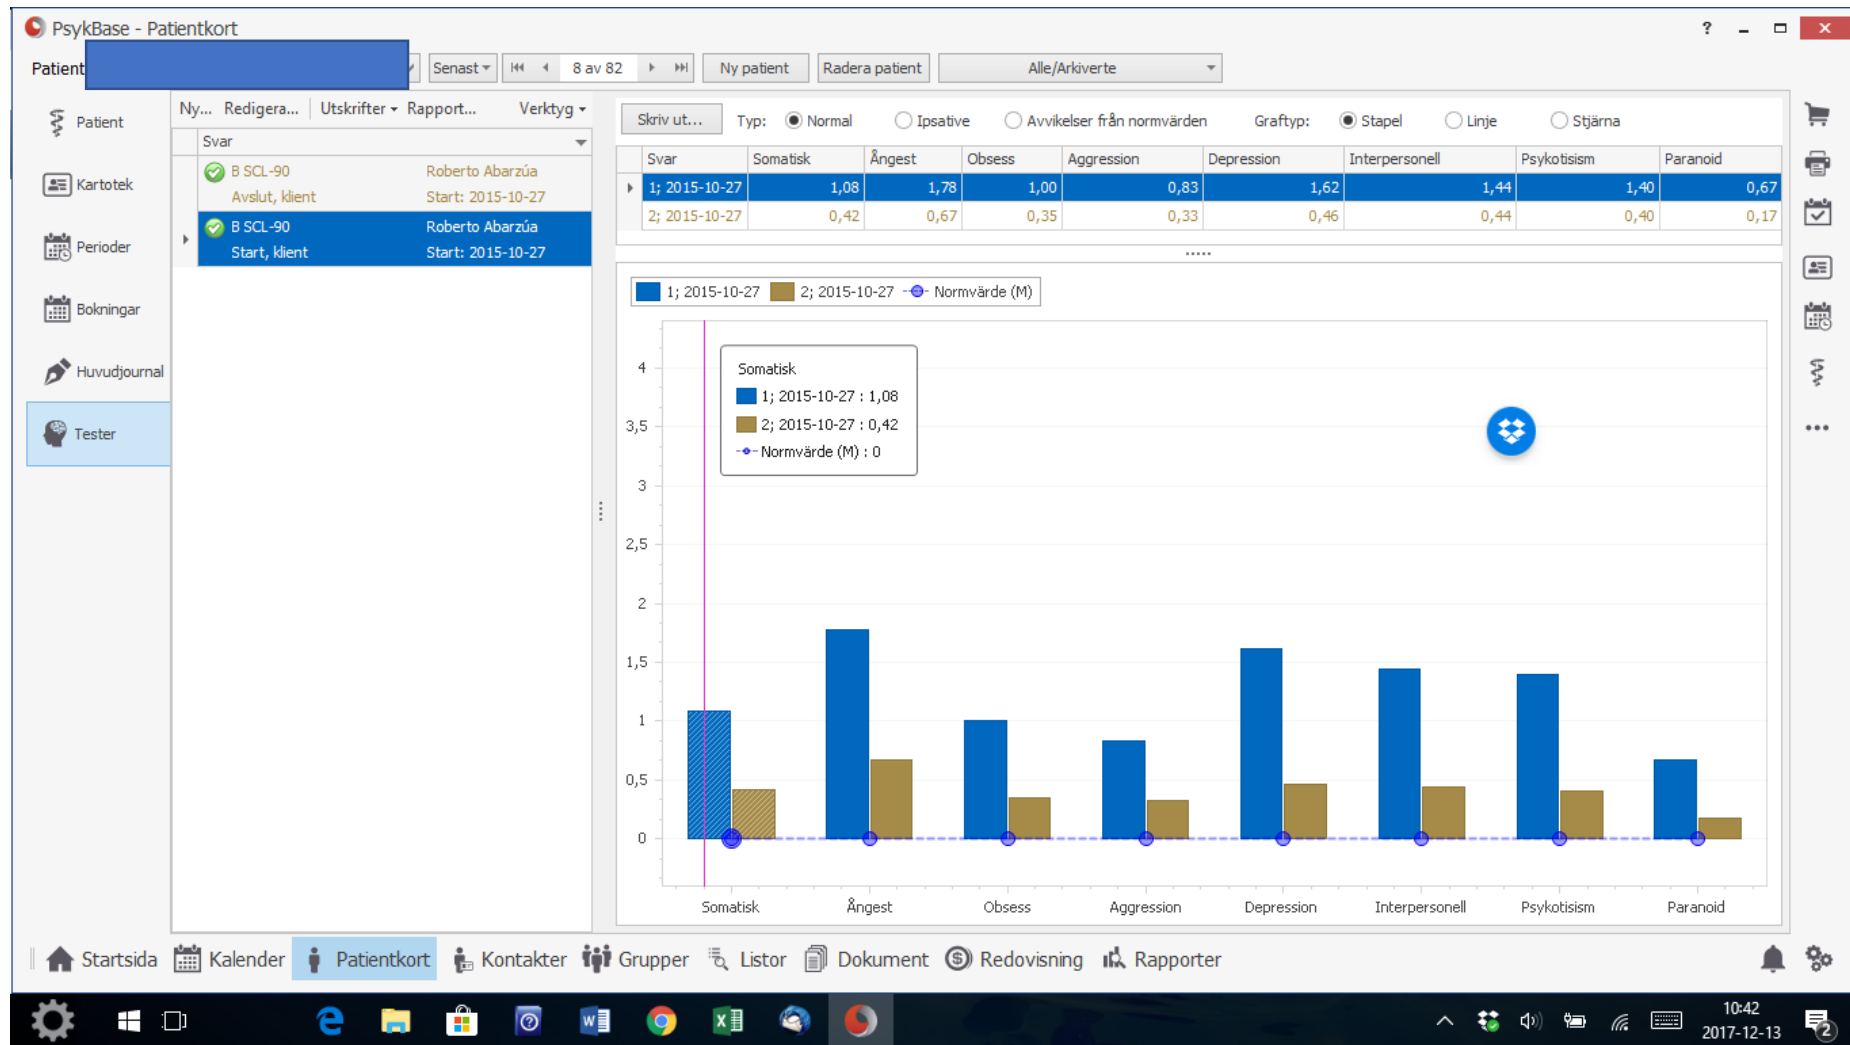 PsykBase - Patientkort
?
Patient
Senast
8 av 82
Ny patient
Radera patient
Alle/Arkiverte
Patient
Kartotek
Perioder
Bokningar
Huvudjournal
Tester
Ny... Redigera... Utskrifter Rapport... Verktyg
Svar
B SCL-90 Roberto Abarzúa
Avslut, klient Start: 2015-10-27
B SCL-90 Roberto Abarzúa
Start, klient Start: 2015-10-27
Skriv ut... Typ: Normal Ipsative Avvikelser från normvärden Graftyp: Stapel Linje Stjärna
Svar Somatisk Ångest Obsess Aggression Depression Interpersonell Psykotisism Paranoid
1; 2015-10-27 1,08 1,78 1,00 0,83 1,62 1,44 1,40 0,67
2; 2015-10-27 0,42 0,67 0,35 0,33 0,46 0,44 0,40 0,17
1; 2015-10-27 2; 2015-10-27 Normvärde (M)
Somatisk
1; 2015-10-27 : 1,08
2; 2015-10-27 : 0,42
Normvärde (M) : 0
4
3,5
3
2,5
2
1,5
1
0,5
0
Somatisk Ångest Obsess Aggression Depression Interpersonell Psykotisism Paranoid
Startsida Kalender Patientkort Kontakter Grupper Listor Dokument Redovisning Rapporter
10:42
2017-12-13
2